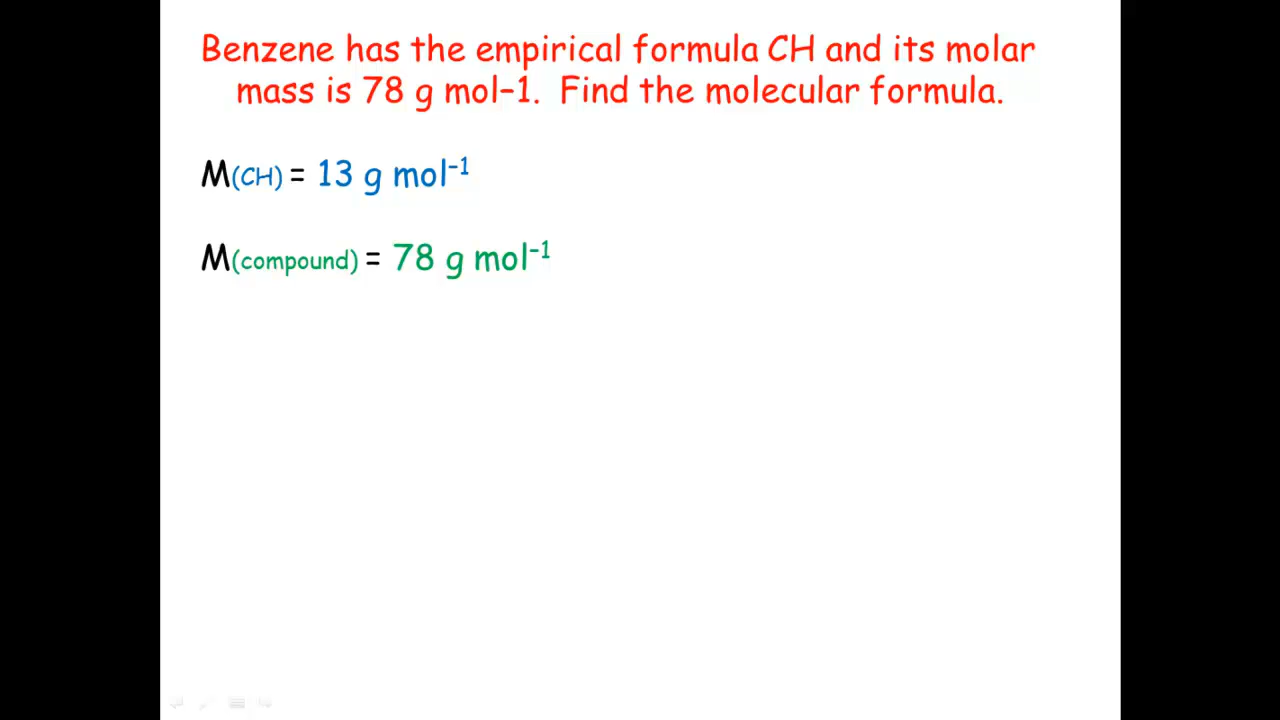 Benzene has the empirical formula CH and its molar
mass is 78 g mol–1.  Find the molecular formula.
M(CH) = 13 g mol⁻¹
M(compound) = 78 g mol⁻¹